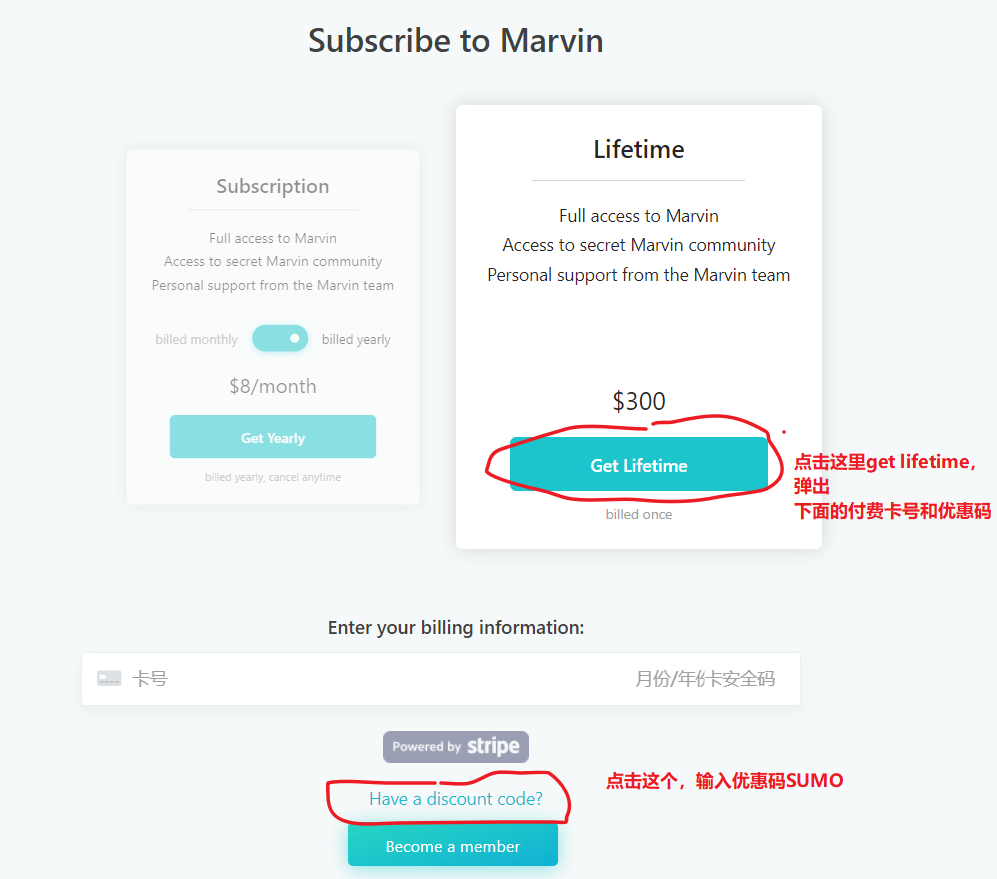 Subscribe to Marvin
Subscription
Full access to Marvin
Access to secret Marvin community
Personal support from the Marvin team
billed monthly
billed yearly
$8/month
Get Yearly
billed yearly, cancel anytime
Lifetime
Full access to Marvin
Access to secret Marvin community
Personal support from the Marvin team
$300
Get Lifetime
billed once
点击这里get lifetime，
弹出
下面的付费卡号和优惠码
Enter your billing information:
卡号
月份/年份卡安全码
Powered by stripe
Have a discount code?
点击这个，输入优惠码SUMO
Become a member